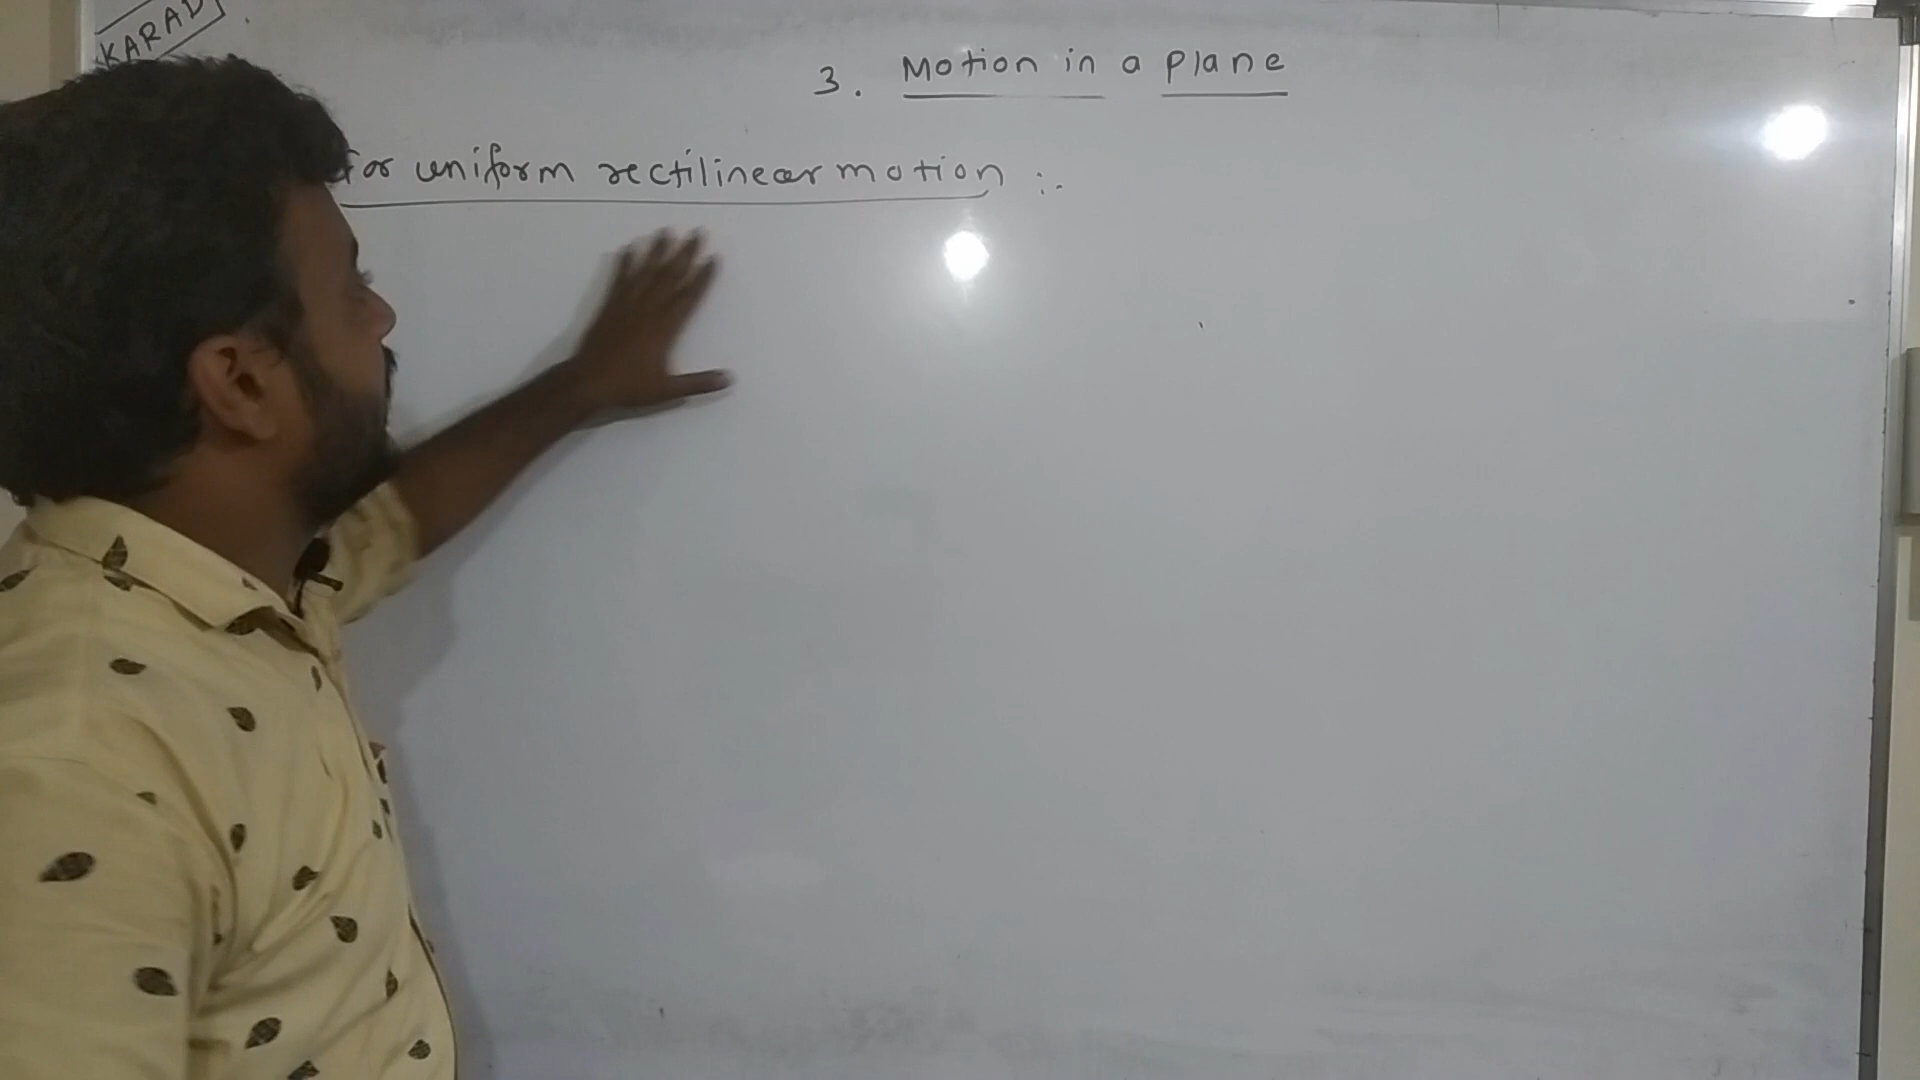 KARAD
3. Motion in a plane
For uniform rectilinear motion :-